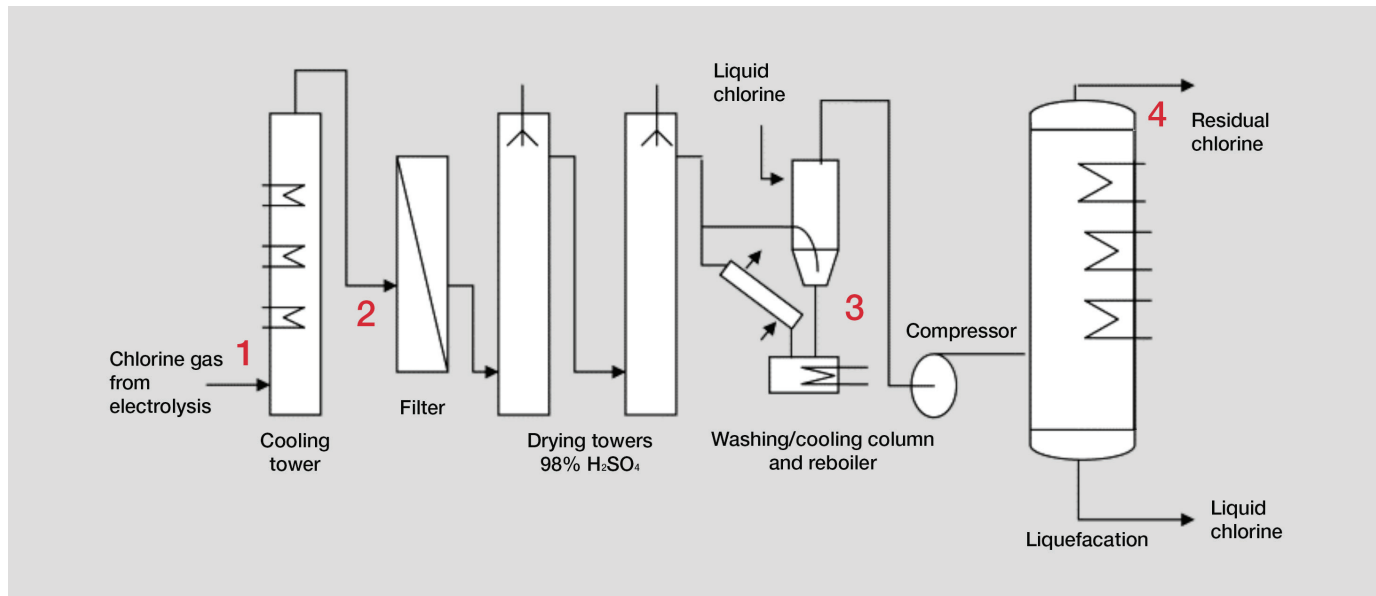 Chlorine gas
from
electrolysis
1
Cooling
tower
2
Filter
Drying towers
98% H₂SO₄
Liquid
chlorine
3
Washing/cooling column
and reboiler
Compressor
4
Residual
chlorine
Liquefacation
Liquid
chlorine